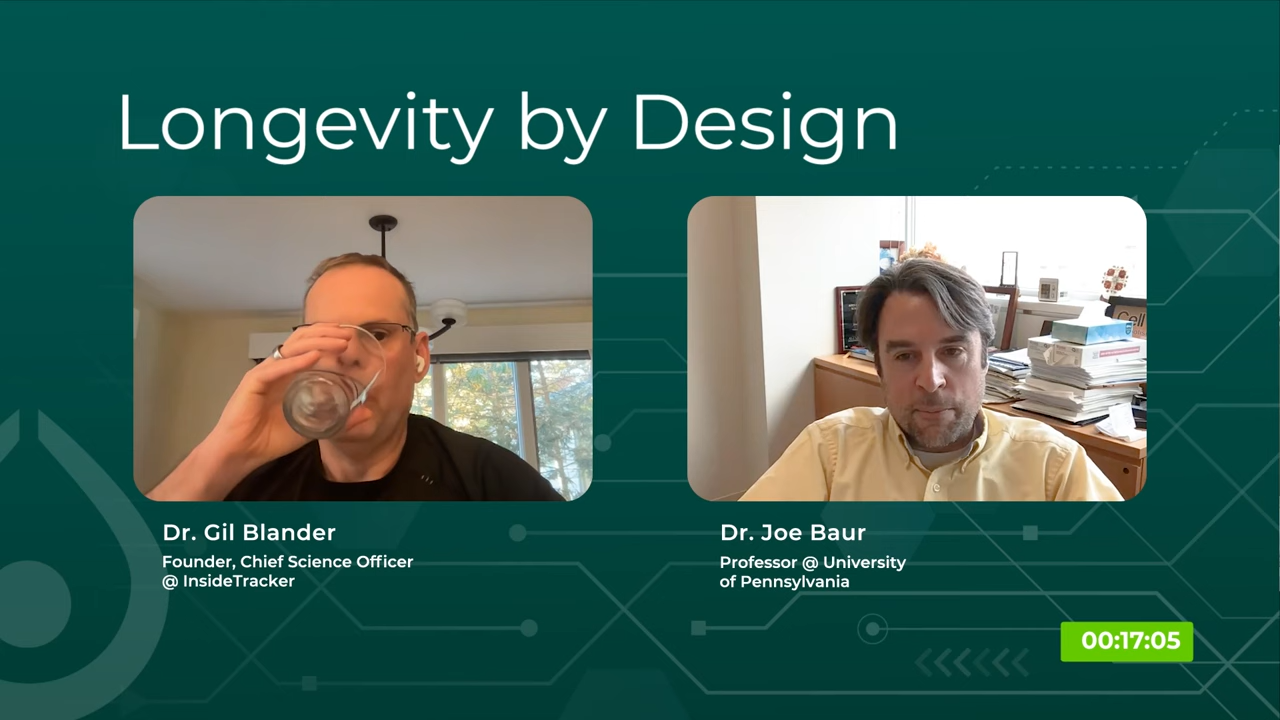 Longevity by Design
Cell
Dr. Gil Blander
Founder, Chief Science Officer
@ InsideTracker
Dr. Joe Baur
Professor @ University
of Pennsylvania
00:17:05